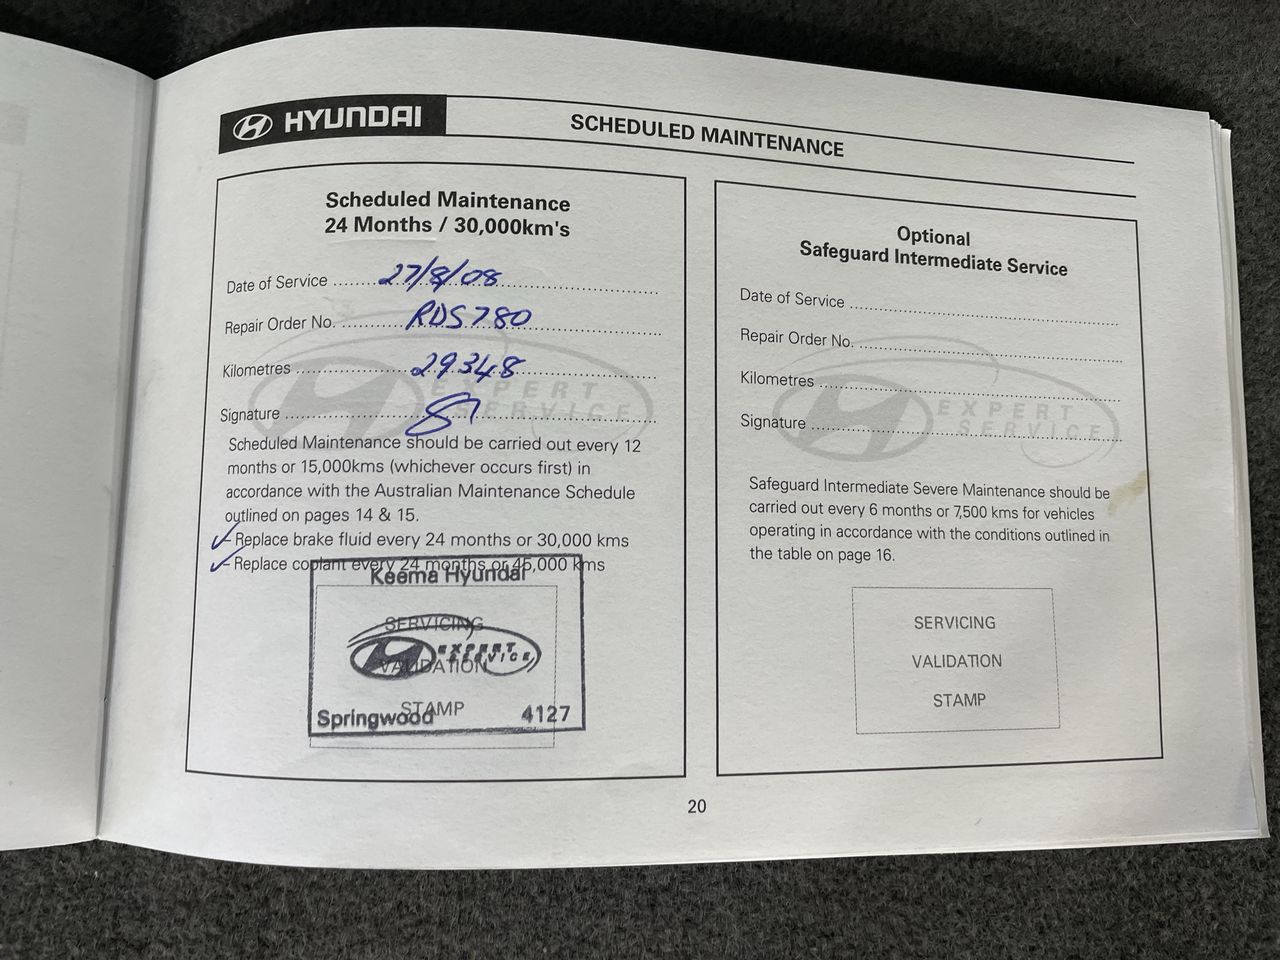 HYUNDAI
SCHEDULED MAINTENANCE
Scheduled Maintenance
24 Months / 30,000km's
Date of Service ........ 27/8/08 ........
Repair Order No. ........ RDS780 ........
Kilometres ........ 29348 ........
Signature ........
EXPERT
SERVICE
Scheduled Maintenance should be carried out every 12
months or 15,000kms (whichever occurs first) in
accordance with the Australian Maintenance Schedule
outlined on pages 14 & 15.
- Replace brake fluid every 24 months or 30,000 kms
- Replace coolant every 24 months or 45,000 kms
Keema Hyundai
SERVICING
EXPERT
SERVICE
VALIDATION
STAMP
Springwood 4127
Optional
Safeguard Intermediate Service
Date of Service ........
Repair Order No. ........
Kilometres ........
Signature ........
EXPERT
SERVICE
Safeguard Intermediate Severe Maintenance should be
carried out every 6 months or 7,500 kms for vehicles
operating in accordance with the conditions outlined in
the table on page 16.
SERVICING
VALIDATION
STAMP
20